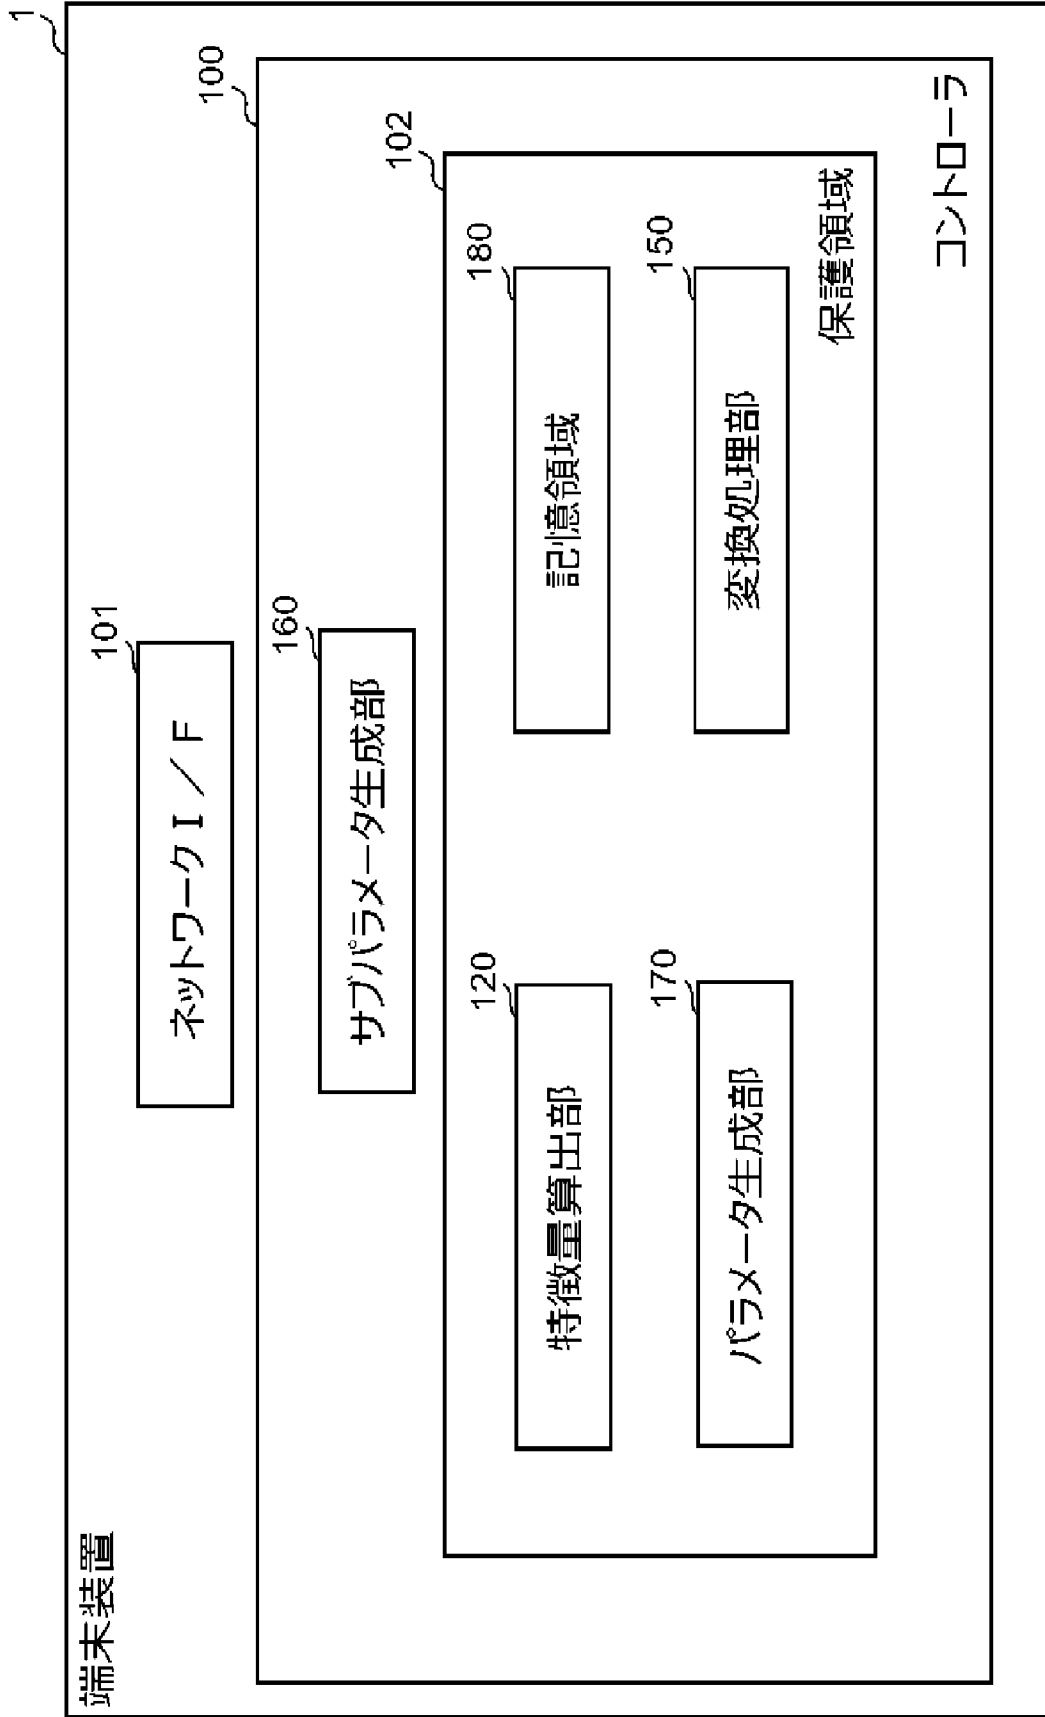 1
端末装置
101
ネットワークI/F
100
160
サブパラメータ生成部
102
120
特徴量算出部
180
記憶領域
170
パラメータ生成部
150
変換処理部
保護領域
コントローラ